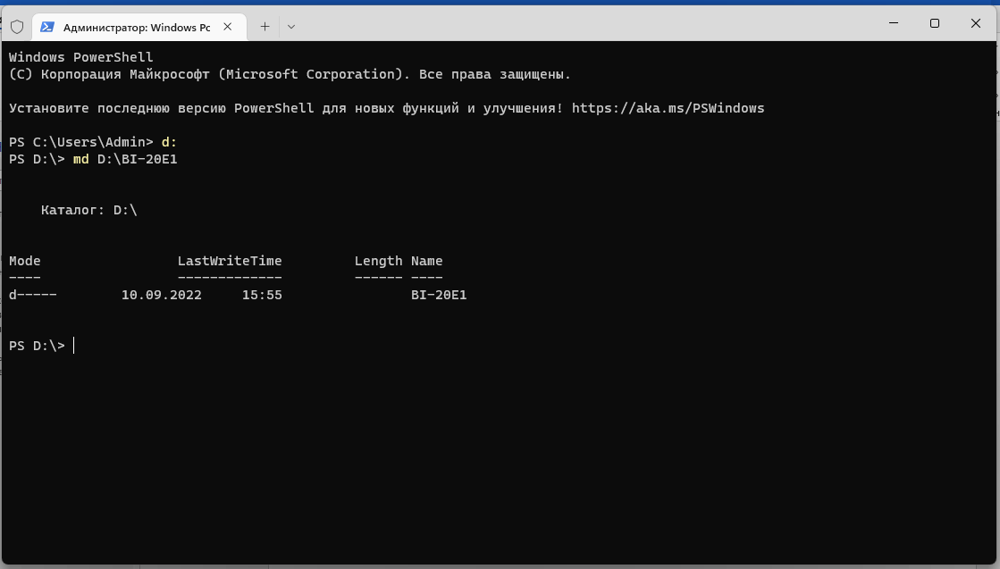 Администратор: Windows Pc
Windows PowerShell
(C) Корпорация Майкрософт (Microsoft Corporation). Все права защищены.
Установите последнюю версию PowerShell для новых функций и улучшения! https://aka.ms/PSWindows
PS C:\Users\Admin> d:
PS D:\> md D:\BI-20E1
Каталог: D:\
Mode                 LastWriteTime         Length Name
----                 -------------         ------ ----
d-----        10.09.2022     15:55                BI-20E1
PS D:\>